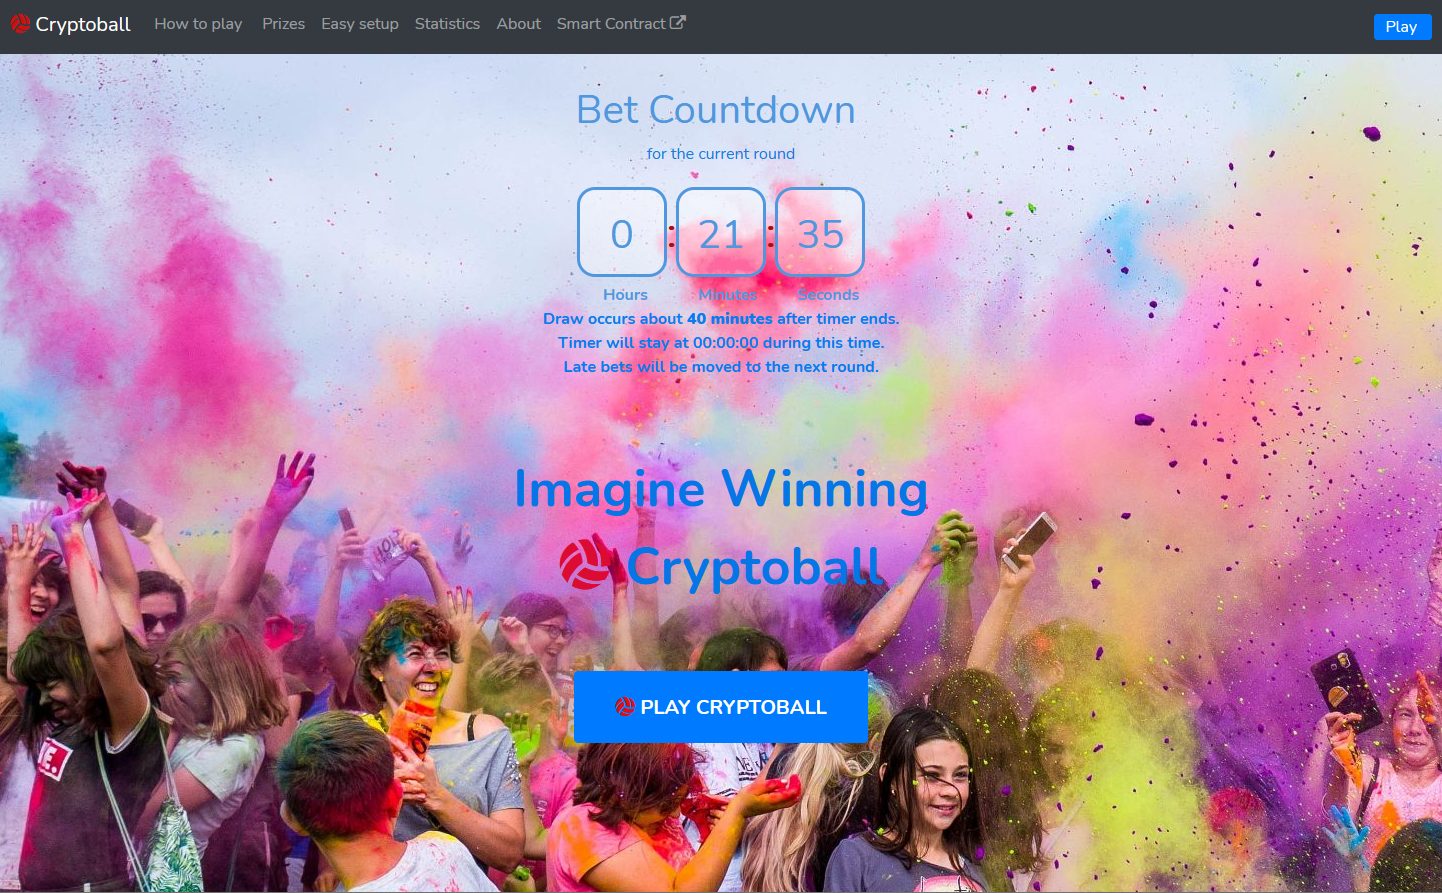 Cryptoball How to play Prizes Easy setup Statistics About Smart Contract Play
Bet Countdown
for the current round
0 : 21 : 35
Hours Minutes Seconds
Draw occurs about 40 minutes after timer ends.
Timer will stay at 00:00:00 during this time.
Late bets will be moved to the next round.
Imagine Winning
Cryptoball
PLAY CRYPTOBALL